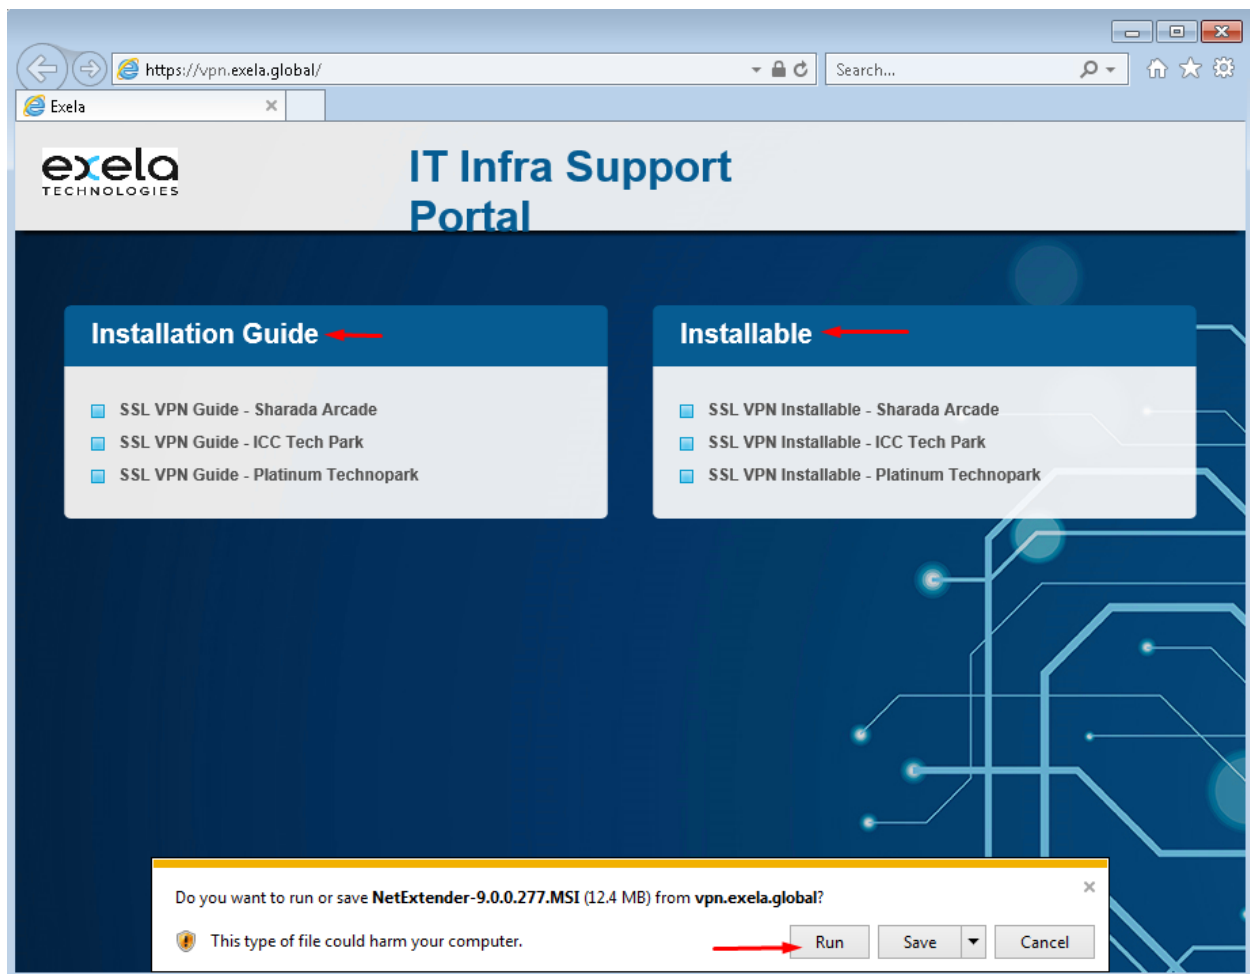 https://vpn.exela.global/
Search...
Exela
exela
TECHNOLOGIES
IT Infra Support
Portal
Installation Guide
SSL VPN Guide - Sharada Arcade
SSL VPN Guide - ICC Tech Park
SSL VPN Guide - Platinum Technopark
Installable
SSL VPN Installable - Sharada Arcade
SSL VPN Installable - ICC Tech Park
SSL VPN Installable - Platinum Technopark
Do you want to run or save NetExtender-9.0.0.277.MSI (12.4 MB) from vpn.exela.global?
This type of file could harm your computer.
Run
Save
Cancel